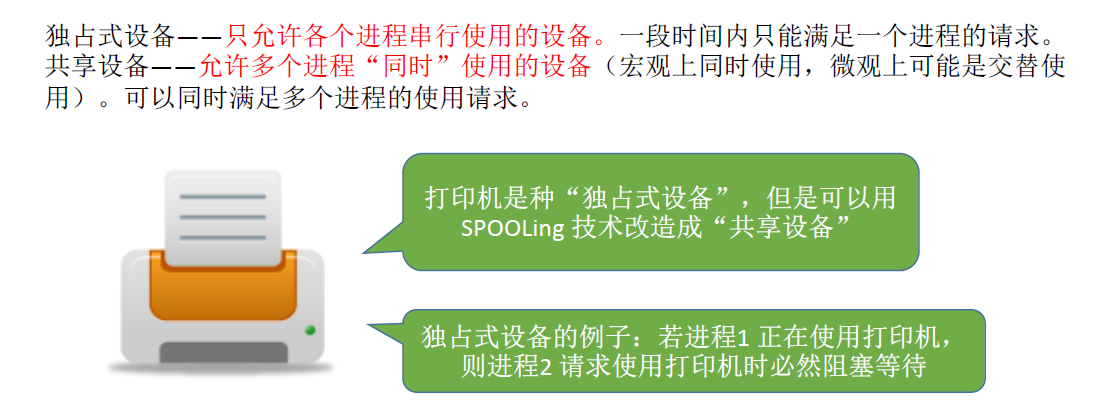 独占式设备——只允许各个进程串行使用的设备。一段时间内只能满足一个进程的请求。
共享设备——允许多个进程“同时”使用的设备（宏观上同时使用，微观上可能是交替使
用）。可以同时满足多个进程的使用请求。
打印机是种“独占式设备”，但是可以用
SPOOLing 技术改造成“共享设备”
独占式设备的例子：若进程1 正在使用打印机，
则进程2 请求使用打印机时必然阻塞等待